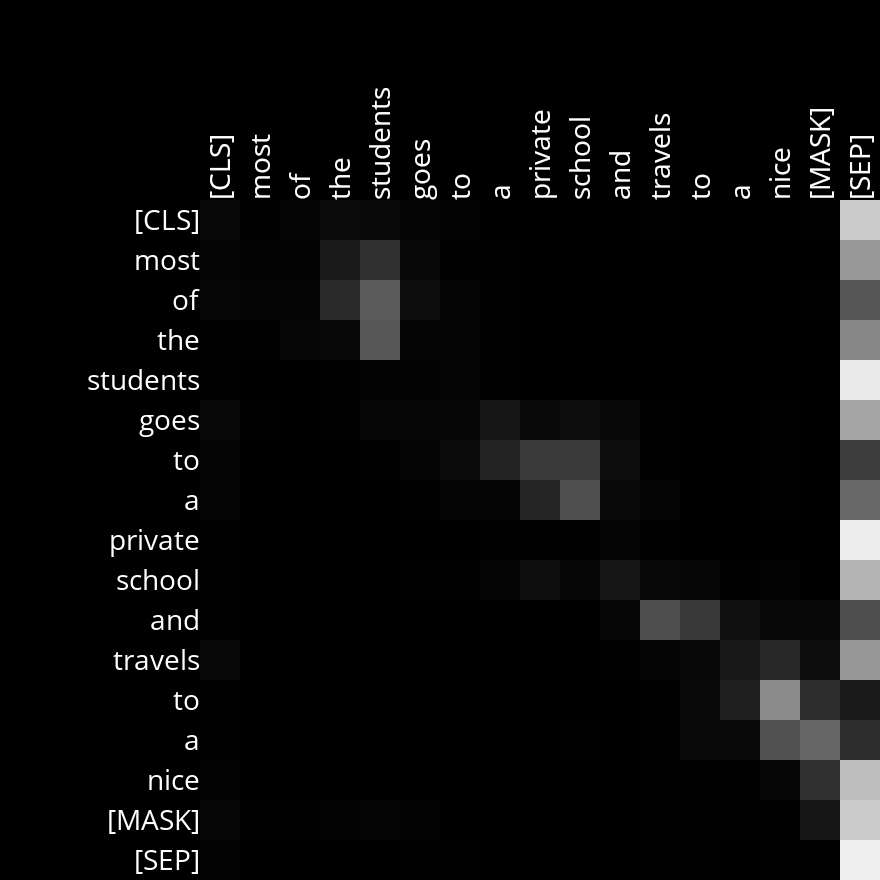 [CLS] most of the students goes to a private school and travels to a nice [MASK] [SEP]
[CLS]
most
of
the
students
goes
to
a
private
school
and
travels
to
a
nice
[MASK]
[SEP]